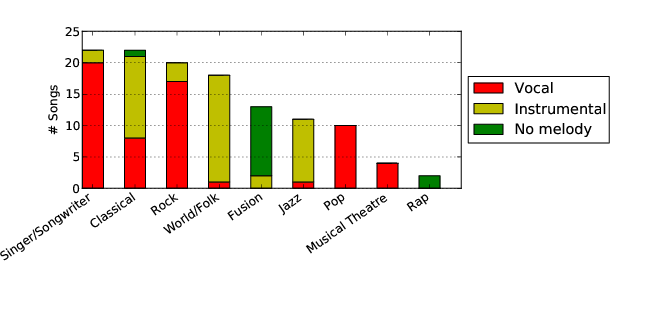 25
20
15
10
5
0
# Songs
Singer/Songwriter
Classical
Rock
World/Folk
Fusion
Jazz
Pop
Musical Theatre
Rap
Vocal
Instrumental
No melody